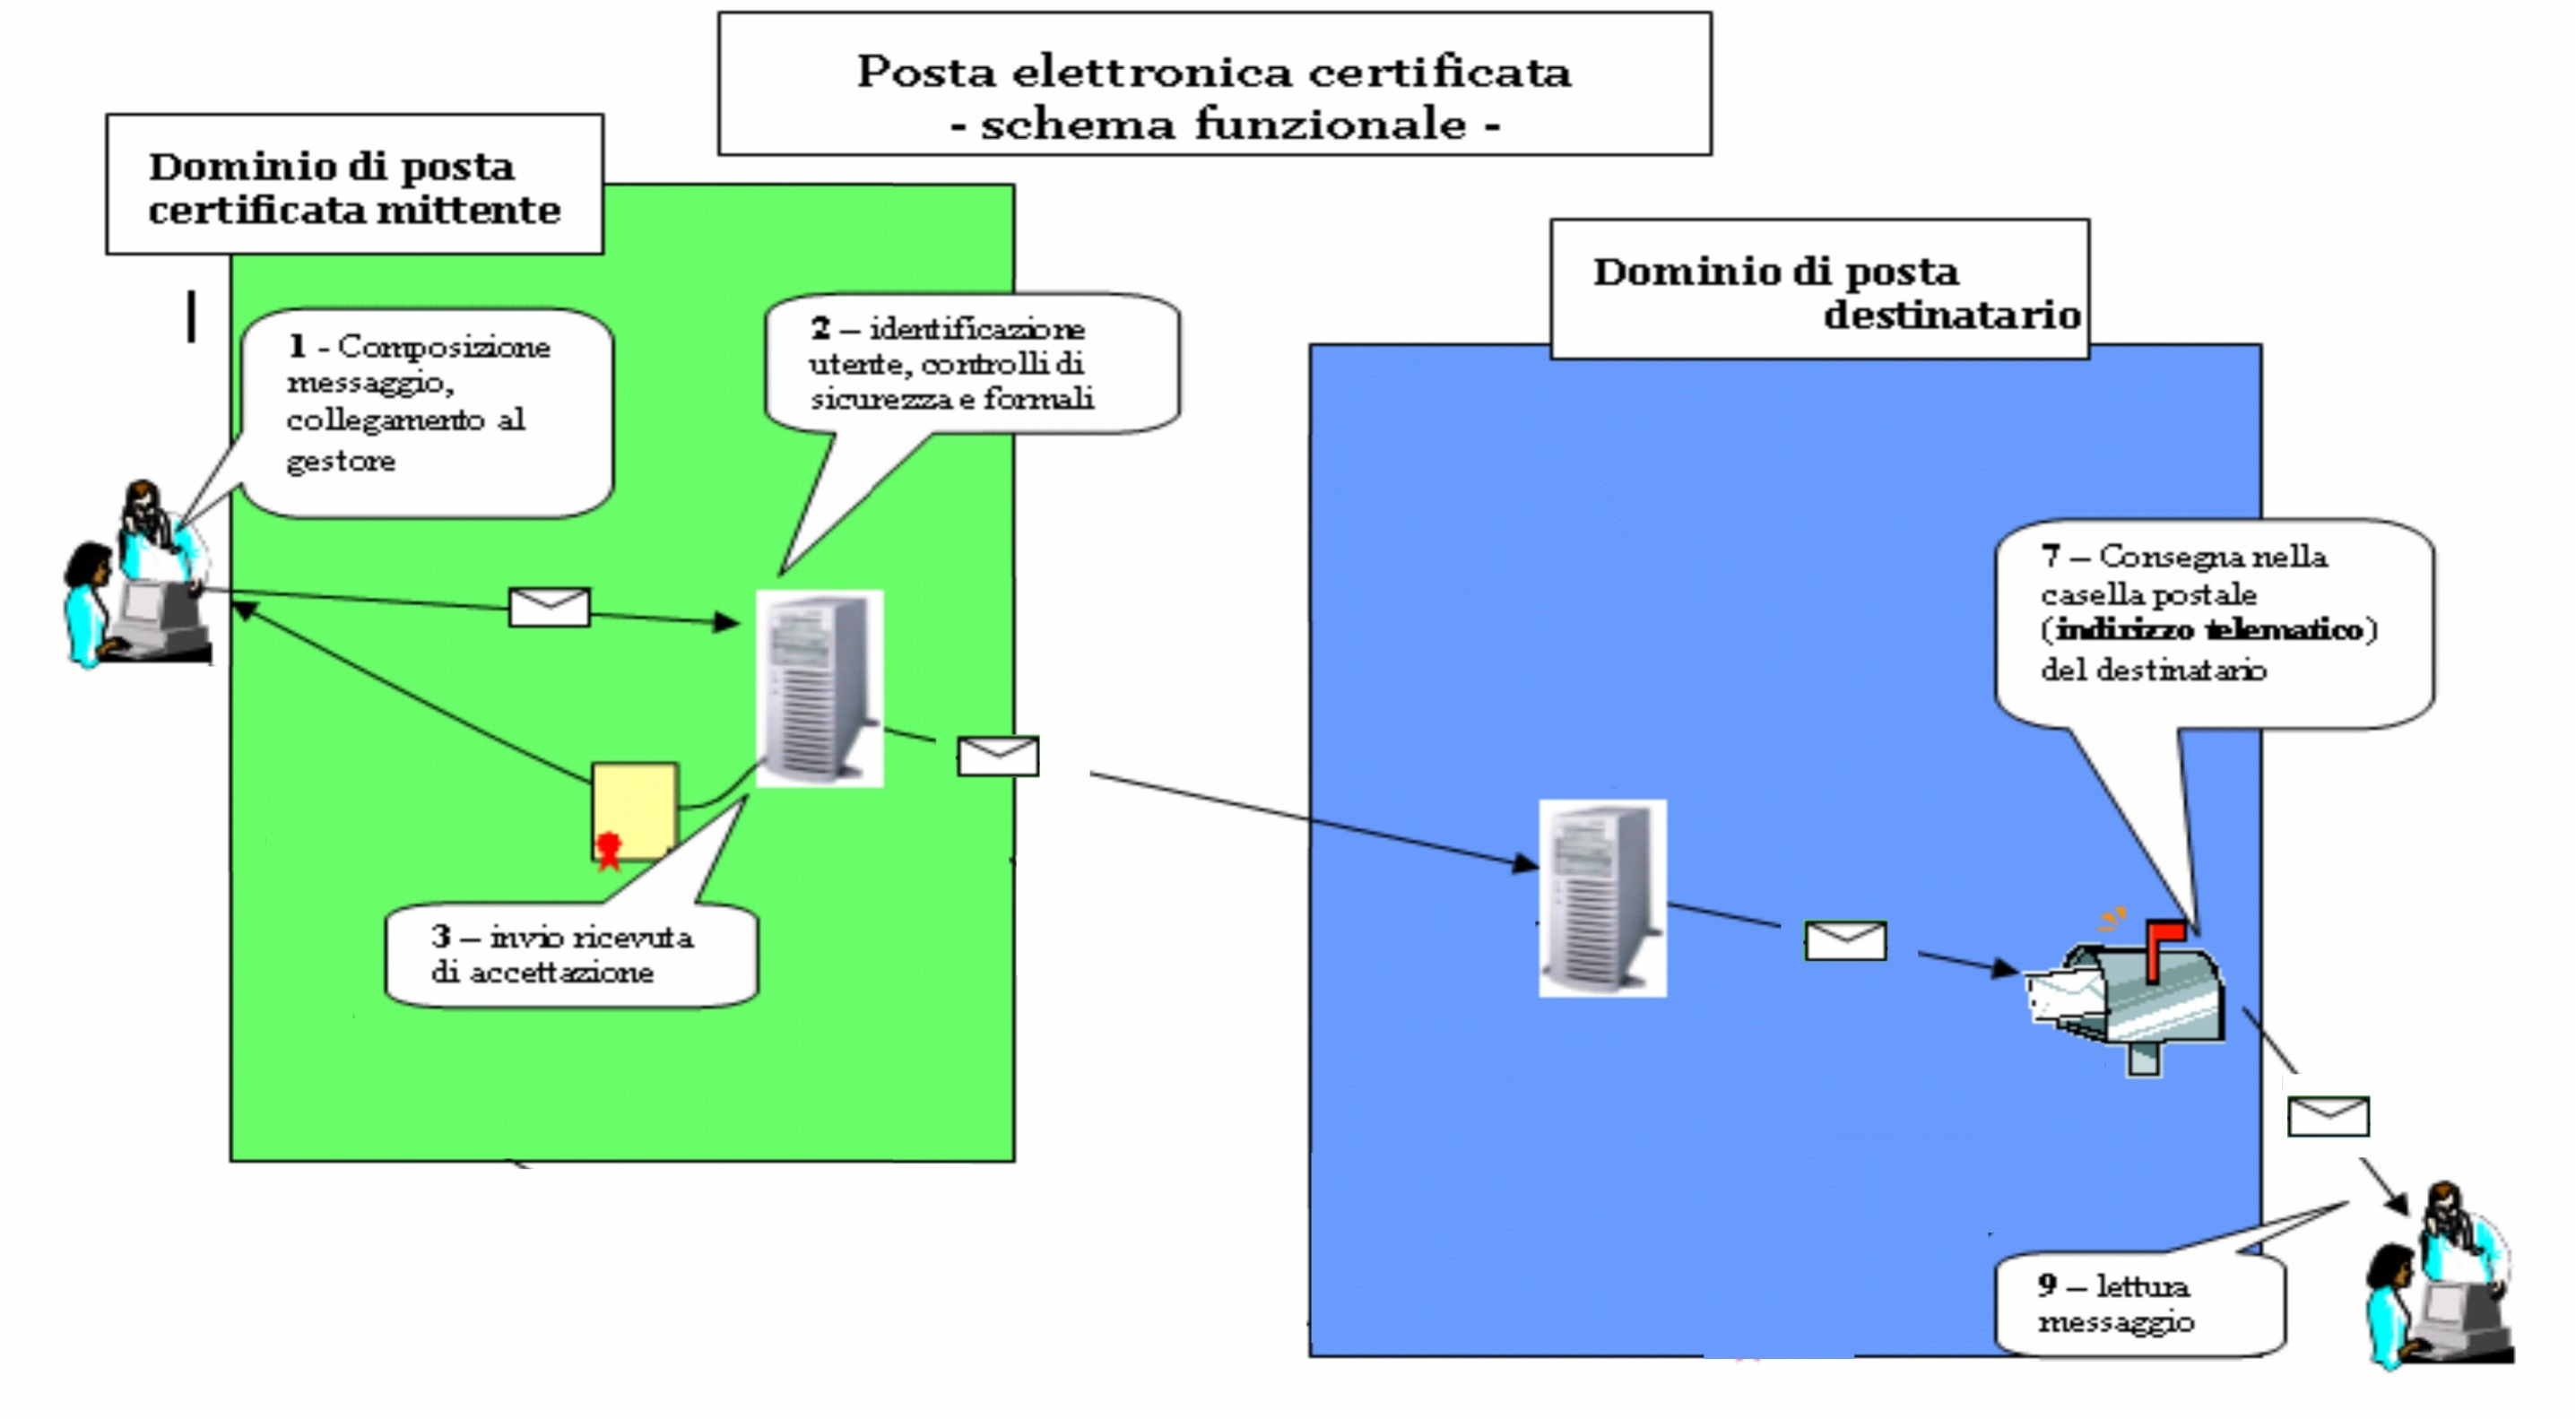 Posta elettronica certificata
- schema funzionale -
Dominio di posta
certificata mittente
Dominio di posta
destinatario
1 - Composizione
messaggio,
collegamento al
gestore
2 – identificazione
utente, controlli di
sicurezza e formali
3 – invio ricevuta
di accettazione
7 – Consegna nella
casella postale
(indirizzo telematico)
del destinatario
9 – lettura
messaggio